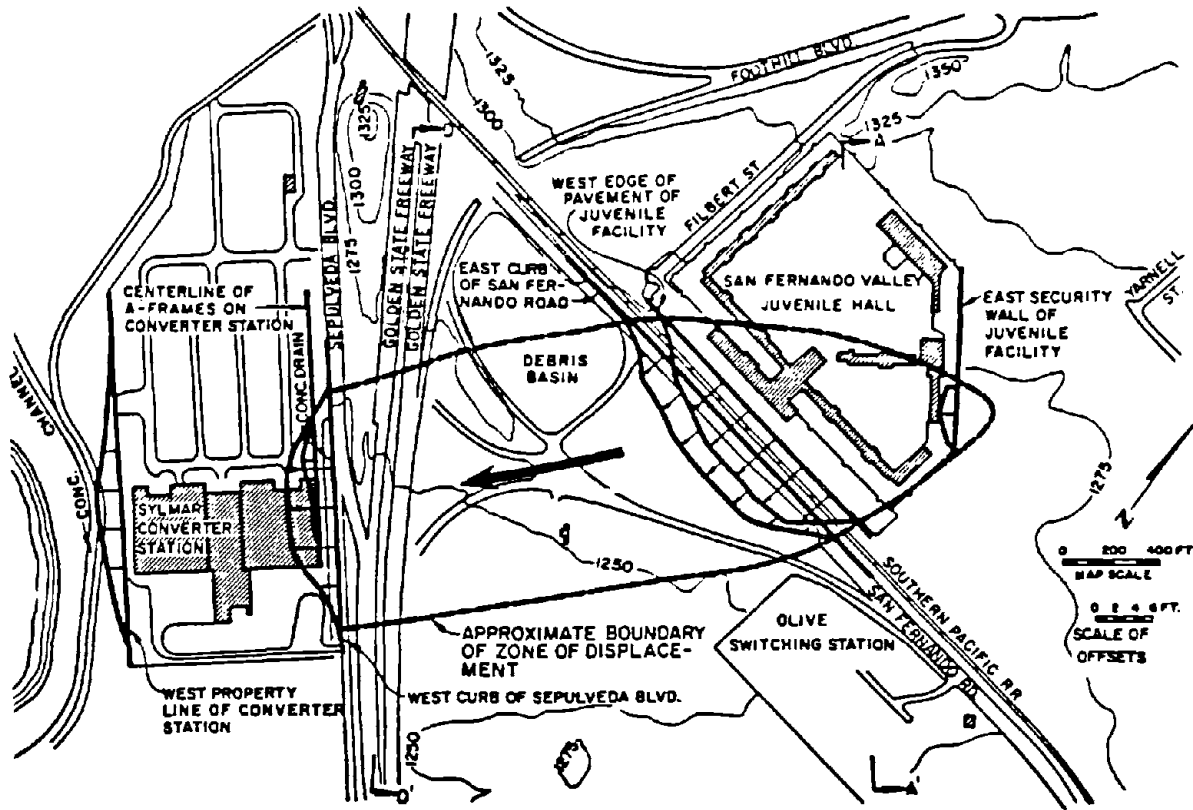 FOOTHILL BLVD.
1325
1300
1350
1325
A
1325
1300
1275
SEPULVEDA BLVD.
GOLDEN STATE FREEWAY
GOLDEN STATE FREEWAY
WEST EDGE OF
PAVEMENT OF
JUVENILE
FACILITY
FILBERT ST.
EAST CURB
OF SAN FER-
NANDO ROAD
SAN FERNANDO VALLEY
JUVENILE HALL
YARNELL
ST.
EAST SECURITY
WALL OF
JUVENILE
FACILITY
CENTERLINE OF
A-FRAMES ON
CONVERTER STATION
CONC. DRAIN
DEBRIS
BASIN
CHANNEL
CONC.
SYLMAR
CONVERTER
STATION
1275
1250
N
0 200 400 FT.
MAP SCALE
0 2 4 6 FT.
SCALE OF
OFFSETS
SOUTHERN PACIFIC RR
SAN FERNANDO RD.
OLIVE
SWITCHING STATION
APPROXIMATE BOUNDARY
OF ZONE OF DISPLACE-
MENT
WEST PROPERTY
LINE OF CONVERTER
STATION
WEST CURB OF SEPULVEDA BLVD.
1250
1275
A'